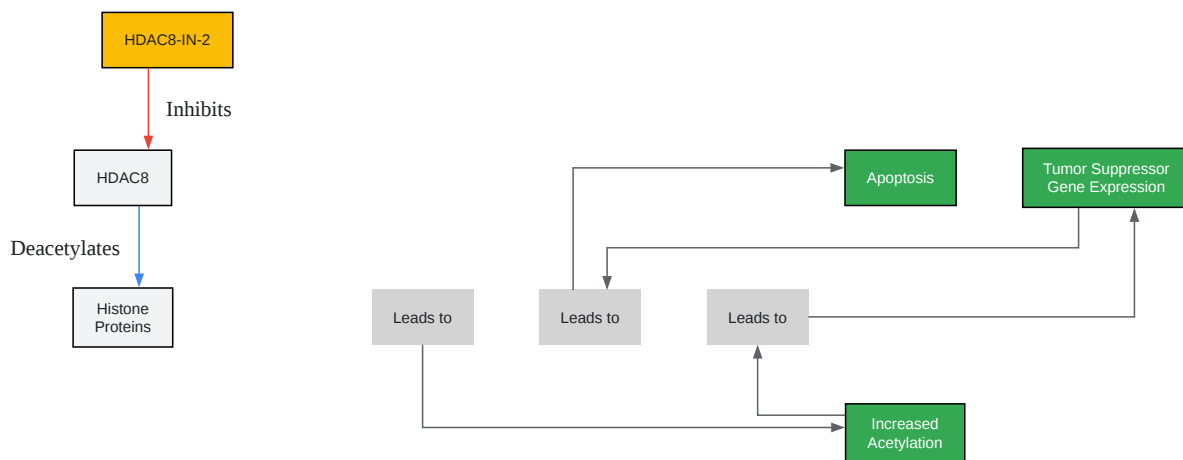 HDAC8-IN-2
Inhibits
HDAC8
Apoptosis
Tumor Suppressor
Gene Expression
Deacetylates
Histone
Proteins
Leads to
Leads to
Leads to
Increased
Acetylation